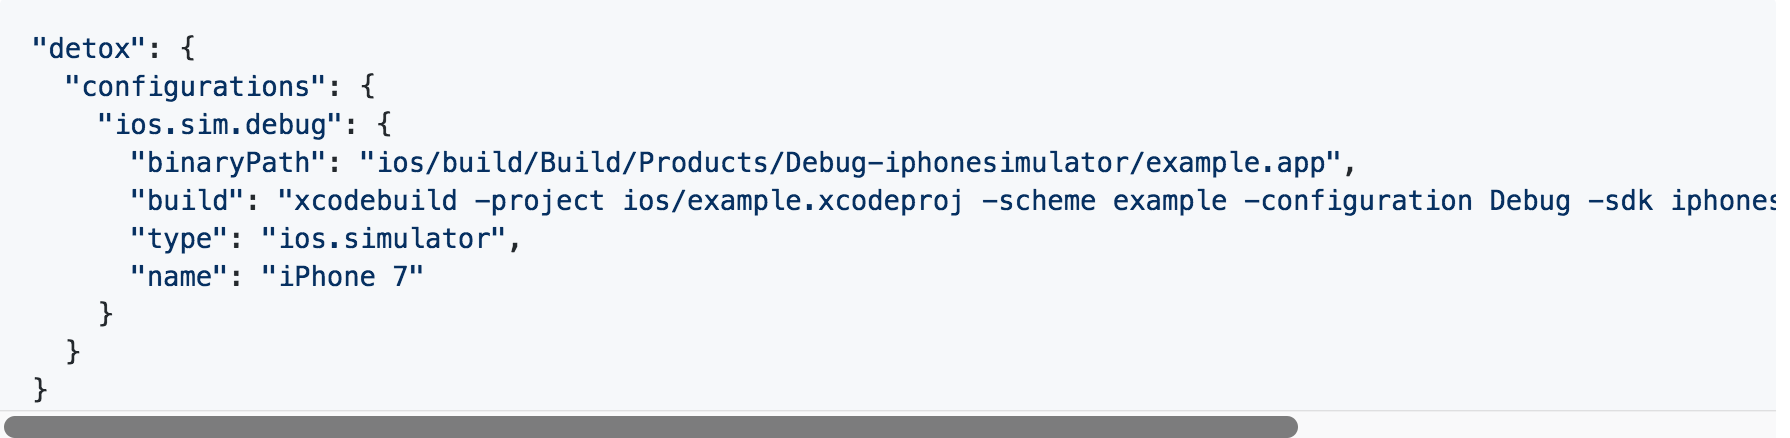 "detox": {
  "configurations": {
    "ios.sim.debug": {
      "binaryPath": "ios/build/Build/Products/Debug-iphonesimulator/example.app",
      "build": "xcodebuild -project ios/example.xcodeproj -scheme example -configuration Debug -sdk iphones
      "type": "ios.simulator",
      "name": "iPhone 7"
    }
  }
}